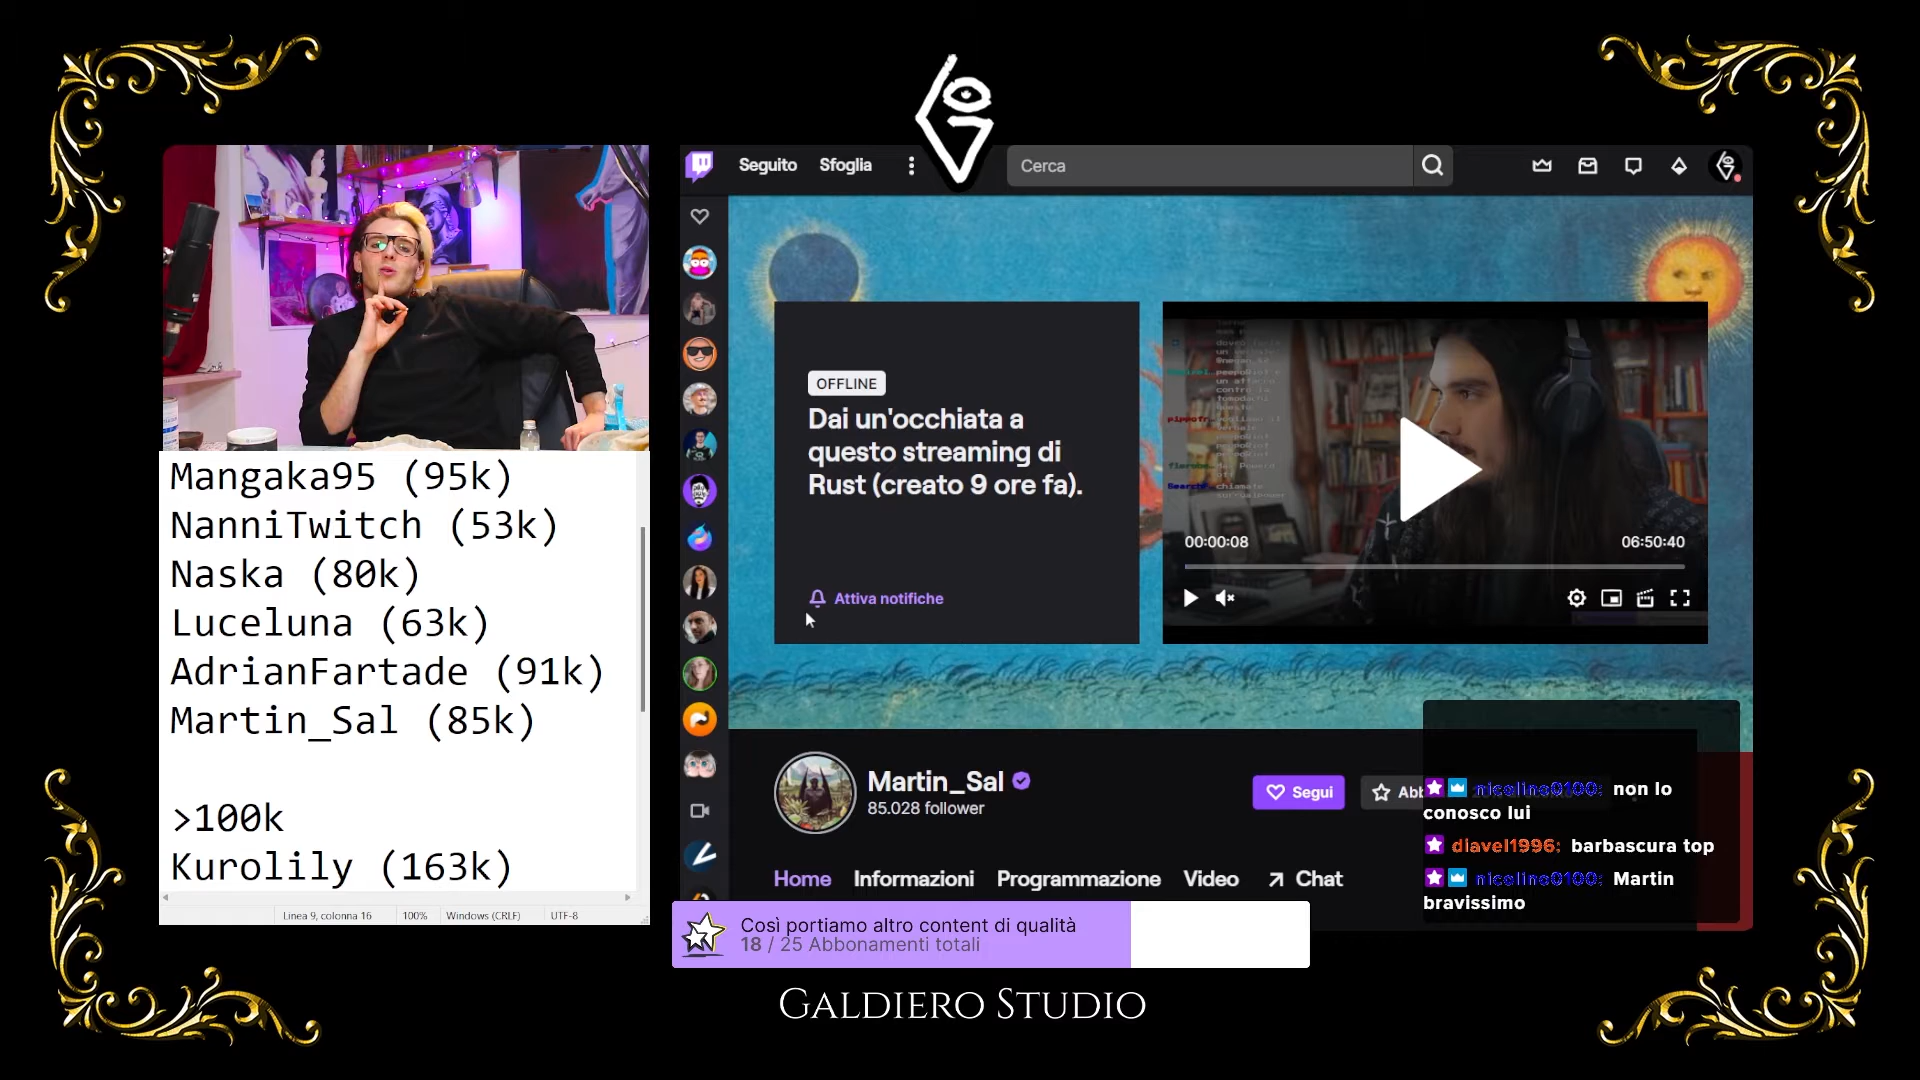 Mangaka95 (95k)
NanniTwitch (53k)
Naska (80k)
Luceluna (63k)
AdrianFartade (91k)
Martin_Sal (85k)
>100k
Kurolily (163k)
Linea 9, colonna 16 100% Windows (CRLF) UTF-8
Seguito Sfoglia Cerca
OFFLINE
Dai un'occhiata a
questo streaming di
Rust (creato 9 ore fa).
Attiva notifiche
00:00:08 06:50:40
Martin_Sal
85.028 follower
Segui Abb
Home Informazioni Programmazione Video Chat
nicolino0100: non lo
conosco lui
diavel1996: barbascura top
nicolino0100: Martin
bravissimo
Così portiamo altro content di qualità
18 / 25 Abbonamenti totali
GALDIERO STUDIO